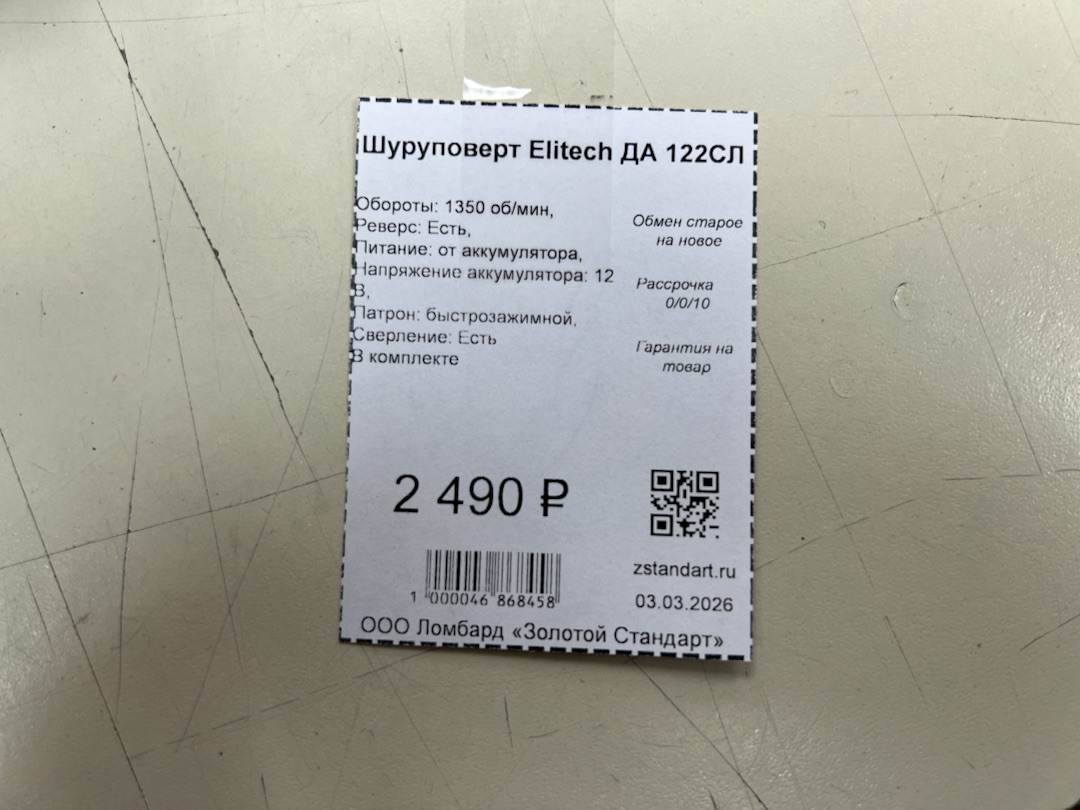 Шуруповерт Elitech ДА 122СЛ
Обороты: 1350 об/мин,
Реверс: Есть,
Питание: от аккумулятора,
Напряжение аккумулятора: 12
В,
Патрон: быстрозажимной,
Сверление: Есть
В комплекте
Обмен старое
на новое
Рассрочка
0/0/10
Гарантия на
товар
2 490 ₽
1 000046 868458
zstandart.ru
03.03.2026
ООО Ломбард «Золотой Стандарт»